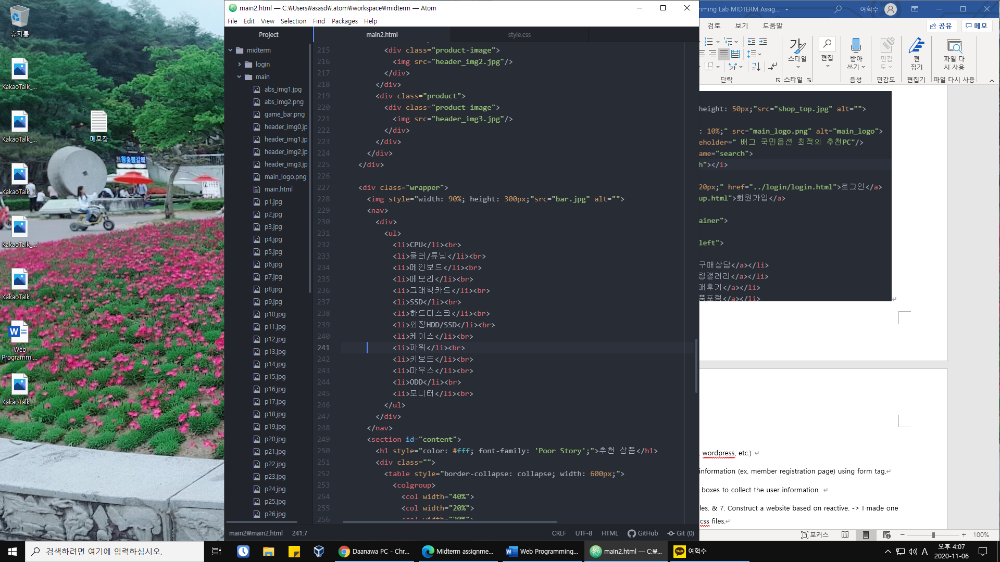 휴지통
KakaoTalk_...
KakaoTalk_...
메모장
KakaoTalk_...
KakaoTalk_...
KakaoTalk_...
Web
Programmi...
KakaoTalk_...
main2.html — C:₩Users₩asasd₩.atom₩workspace₩midterm — Atom
File Edit View Selection Find Packages Help
Project
midterm
login
main
abs_img1.jpg
abs_img2.png
game_bar.png
header_img0.jp
header_img1.jp
header_img2.jp
header_img3.jp
main_logo.png
main.html
p1.jpg
p2.jpg
p3.jpg
p4.jpg
p5.jpg
p6.jpg
p7.jpg
p8.jpg
p9.jpg
p10.jpg
p11.jpg
p12.jpg
p13.jpg
p14.jpg
p15.jpg
p16.jpg
p17.jpg
p18.jpg
p19.jpg
p20.jpg
p21.jpg
p22.jpg
p23.jpg
p24.jpg
p25.jpg
p26.jpg
main2.html style.css
215 <div class="product-image">
216 <img src="header_img2.jpg"/>
217 </div>
218 </div>
219 <div class="product">
220 <div class="product-image">
221 <img src="header_img3.jpg"/>
222 </div>
223 </div>
224 </div>
225 </div>
226
227 <div class="wrapper">
228 <img style="width: 90%; height: 300px;"src="bar.jpg" alt="">
229 <nav>
230 <div>
231 <ul>
232 <li>CPU</li><br>
233 <li>쿨러/튜닝</li><br>
234 <li>메인보드</li><br>
235 <li>메모리</li><br>
236 <li>그래픽카드</li><br>
237 <li>SSD</li><br>
238 <li>하드디스크</li><br>
239 <li>외장HDD/SSD</li><br>
240 <li>케이스</li><br>
241 <li>파워</li><br>
242 <li>키보드</li><br>
243 <li>마우스</li><br>
244 <li>ODD</li><br>
245 <li>모니터</li><br>
246 </ul>
247 </div>
248 </nav>
249 <section id="content">
250 <h1 style="color: #fff; font-family: 'Poor Story';">추천 상품</h1>
251 <div class="">
252 <table style="border-collapse: collapse; width: 600px;">
253 <colgroup>
254 <col width="40%">
255 <col width="20%">
256 <col width="20%">
main2₩main2.html 241:7 CRLF UTF-8 HTML GitHub Git (0)
mming Lab MIDTERM Assig... 여혁수
검토 보기 도움말 공유 메모
스타일 편집 받아쓰기 민감도 편집기 파일 다시 사용
단락 스타일 음성 민감도 편집기 파일 다시 사용
height: 50px;"src="shop_top.jpg" alt="">
: 10%;" src="main_logo.png" alt="main_logo">
eholder=" 배그 국민옵션 최적의 추천PC"/>
ame="search">
h"></i>
20px;" href="../login/login.html">로그인</a>
up.html">회원가입</a>
ainer">
left">
구매상담</a></li>
립갤러리</a></li>
매후기</a></li>
품포럼</a></li>
wordpress, etc.)
information (ex. member registration page) using form tag.
boxes to collect the user information.
les. & 7. Construct a website based on reactive. -> I made one
css files.
포커스 100%
검색하려면 여기에 입력하십시오.
Daanawa PC - Chr...
Midterm assignme...
Web Programming...
main2.html — C:₩...
TALK 여혁수
A
오후 4:07
2020-11-06